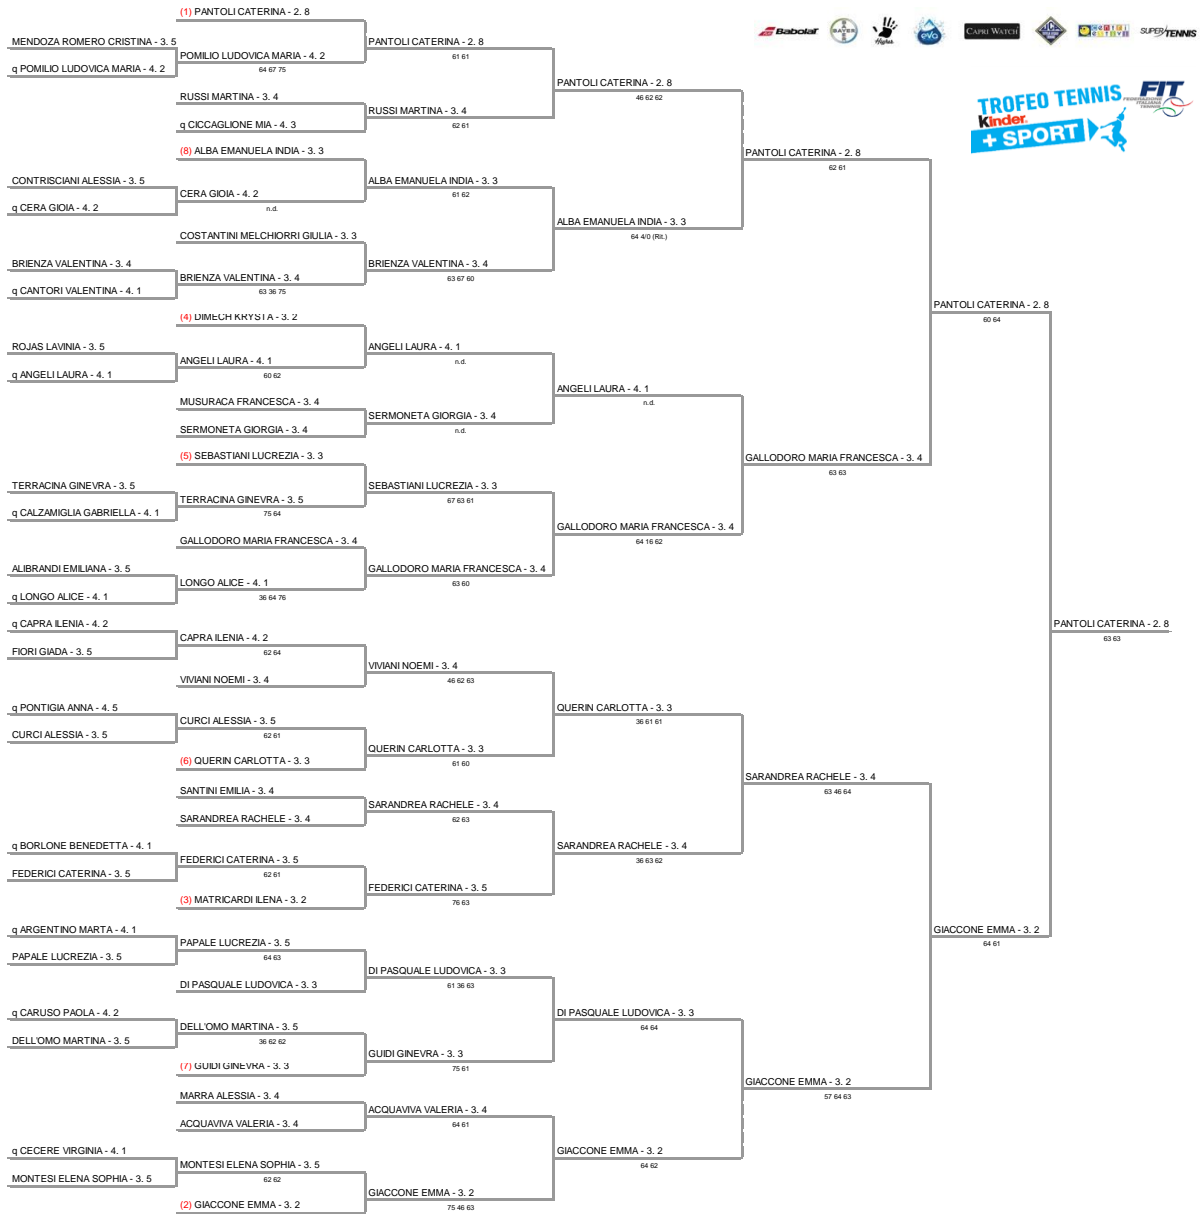 (1) PANTOLI CATERINA - 2. 8
MENDOZA ROMERO CRISTINA - 3. 5
PANTOLI CATERINA - 2. 8
POMILIO LUDOVICA MARIA - 4. 2
61 61
q POMILIO LUDOVICA MARIA - 4. 2
64 67 75
PANTOLI CATERINA - 2. 8
46 62 62
RUSSI MARTINA - 3. 4
RUSSI MARTINA - 3. 4
q CICCAGLIONE MIA - 4. 3
62 61
(8) ALBA EMANUELA INDIA - 3. 3
PANTOLI CATERINA - 2. 8
62 61
CONTRISCIANI ALESSIA - 3. 5
ALBA EMANUELA INDIA - 3. 3
CERA GIOIA - 4. 2
61 62
q CERA GIOIA - 4. 2
n.d.
ALBA EMANUELA INDIA - 3. 3
64 4/0 (Rit.)
COSTANTINI MELCHIORRI GIULIA - 3. 3
BRIENZA VALENTINA - 3. 4
BRIENZA VALENTINA - 3. 4
BRIENZA VALENTINA - 3. 4
63 67 60
q CANTORI VALENTINA - 4. 1
63 36 75
PANTOLI CATERINA - 2. 8
60 64
(4) DIMECH KRYSTA - 3. 2
ROJAS LAVINIA - 3. 5
ANGELI LAURA - 4. 1
ANGELI LAURA - 4. 1
n.d.
q ANGELI LAURA - 4. 1
60 62
ANGELI LAURA - 4. 1
n.d.
MUSURACA FRANCESCA - 3. 4
SERMONETA GIORGIA - 3. 4
SERMONETA GIORGIA - 3. 4
n.d.
(5) SEBASTIANI LUCREZIA - 3. 3
GALLODORO MARIA FRANCESCA - 3. 4
63 63
TERRACINA GINEVRA - 3. 5
SEBASTIANI LUCREZIA - 3. 3
TERRACINA GINEVRA - 3. 5
67 63 61
q CALZAMIGLIA GABRIELLA - 4. 1
75 64
GALLODORO MARIA FRANCESCA - 3. 4
64 16 62
GALLODORO MARIA FRANCESCA - 3. 4
ALIBRANDI EMILIANA - 3. 5
GALLODORO MARIA FRANCESCA - 3. 4
LONGO ALICE - 4. 1
63 60
q LONGO ALICE - 4. 1
36 64 76
q CAPRA ILENIA - 4. 2
PANTOLI CATERINA - 2. 8
63 63
CAPRA ILENIA - 4. 2
FIORI GIADA - 3. 5
62 64
VIVIANI NOEMI - 3. 4
VIVIANI NOEMI - 3. 4
46 62 63
q PONTIGIA ANNA - 4. 5
QUERIN CARLOTTA - 3. 3
36 61 61
CURCI ALESSIA - 3. 5
CURCI ALESSIA - 3. 5
62 61
QUERIN CARLOTTA - 3. 3
(6) QUERIN CARLOTTA - 3. 3
61 60
SARANDREA RACHELE - 3. 4
63 46 64
SANTINI EMILIA - 3. 4
SARANDREA RACHELE - 3. 4
SARANDREA RACHELE - 3. 4
62 63
q BORLONE BENEDETTA - 4. 1
SARANDREA RACHELE - 3. 4
36 63 62
FEDERICI CATERINA - 3. 5
FEDERICI CATERINA - 3. 5
62 61
FEDERICI CATERINA - 3. 5
(3) MATRICARDI ILENA - 3. 2
76 63
q ARGENTINO MARTA - 4. 1
GIACCONE EMMA - 3. 2
64 61
PAPALE LUCREZIA - 3. 5
PAPALE LUCREZIA - 3. 5
64 63
DI PASQUALE LUDOVICA - 3. 3
DI PASQUALE LUDOVICA - 3. 3
61 36 63
q CARUSO PAOLA - 4. 2
DI PASQUALE LUDOVICA - 3. 3
64 64
DELL'OMO MARTINA - 3. 5
DELL'OMO MARTINA - 3. 5
36 62 62
GUIDI GINEVRA - 3. 3
(7) GUIDI GINEVRA - 3. 3
75 61
GIACCONE EMMA - 3. 2
57 64 63
MARRA ALESSIA - 3. 4
ACQUAVIVA VALERIA - 3. 4
ACQUAVIVA VALERIA - 3. 4
64 61
q CECERE VIRGINIA - 4. 1
GIACCONE EMMA - 3. 2
64 62
MONTESI ELENA SOPHIA - 3. 5
MONTESI ELENA SOPHIA - 3. 5
62 62
GIACCONE EMMA - 3. 2
(2) GIACCONE EMMA - 3. 2
75 46 63
Babolat
BAYER
Higlus
evo
CAPRI WATCH
SUPER TENNIS
TROFEO TENNIS
Kinder
+ SPORT
FIT
FEDERAZIONE
ITALIANA
TENNIS